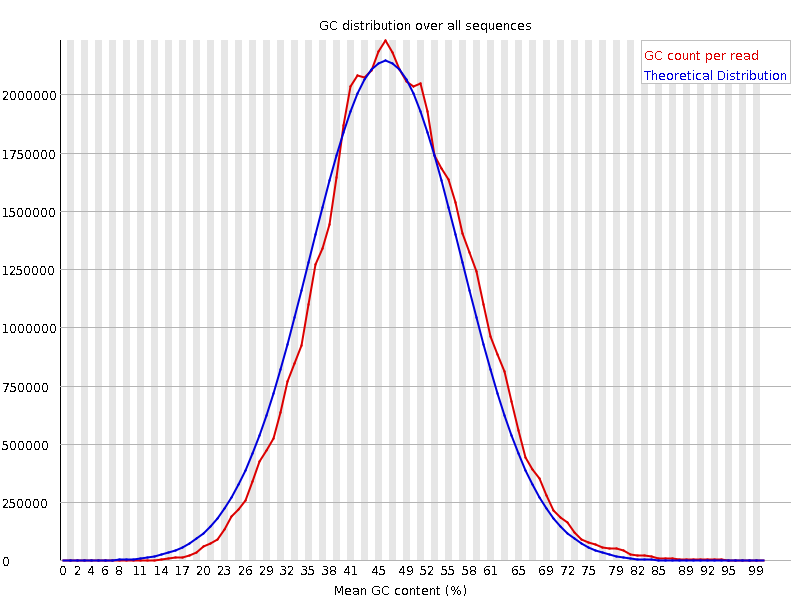 GC distribution over all sequences
GC count per read
Theoretical Distribution
2000000
1750000
1500000
1250000
1000000
750000
500000
250000
0
0 2 4 6 8 11 14 17 20 23 26 29 32 35 38 41 45 49 52 55 58 61 65 69 72 75 79 82 85 89 92 95 99
Mean GC content (%)